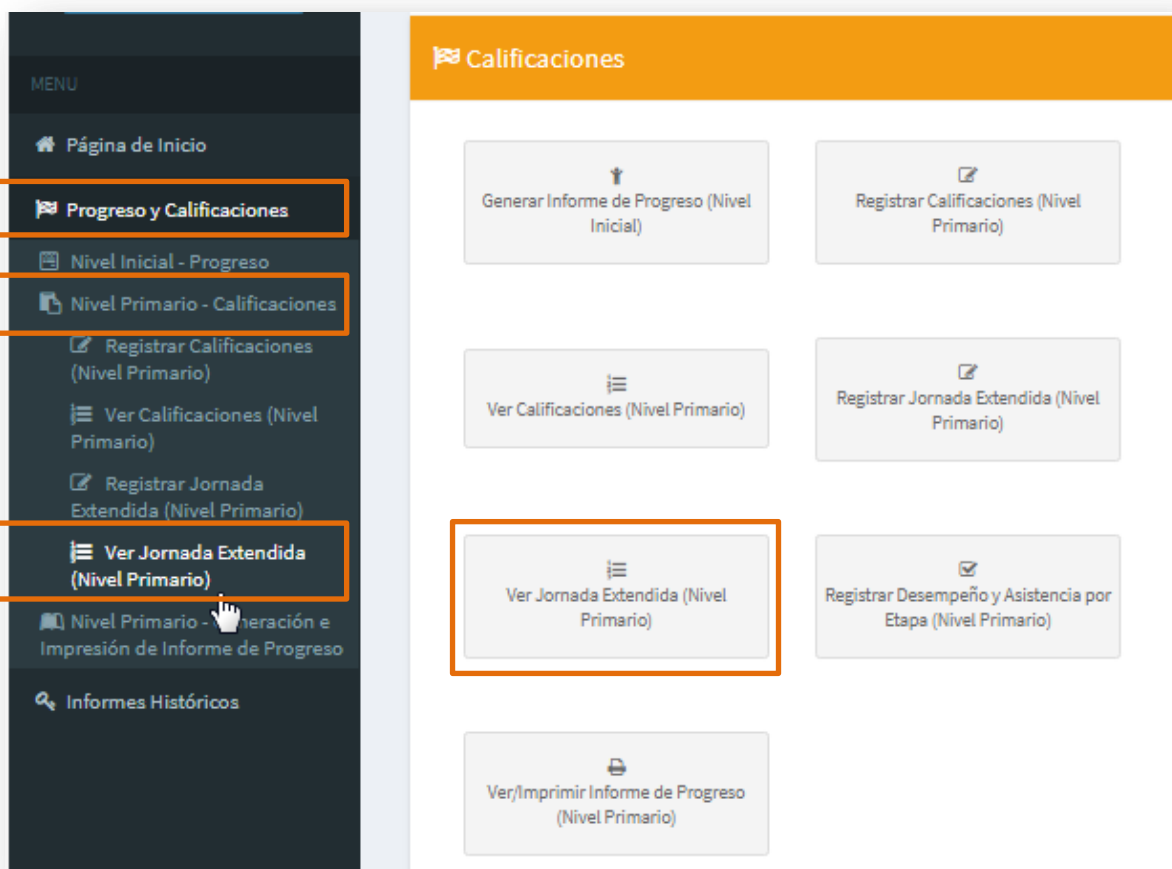 MENU
Página de Inicio
Progreso y Calificaciones
Nivel Inicial - Progreso
Nivel Primario - Calificaciones
Registrar Calificaciones
(Nivel Primario)
Ver Calificaciones (Nivel
Primario)
Registrar Jornada
Extendida (Nivel Primario)
Ver Jornada Extendida
(Nivel Primario)
Nivel Primario - neración e
Impresión de Informe de Progreso
Informes Históricos
Calificaciones
Generar Informe de Progreso (Nivel
Inicial)
Registrar Calificaciones (Nivel
Primario)
Ver Calificaciones (Nivel Primario)
Registrar Jornada Extendida (Nivel
Primario)
Ver Jornada Extendida (Nivel
Primario)
Registrar Desempeño y Asistencia por
Etapa (Nivel Primario)
Ver/Imprimir Informe de Progreso
(Nivel Primario)